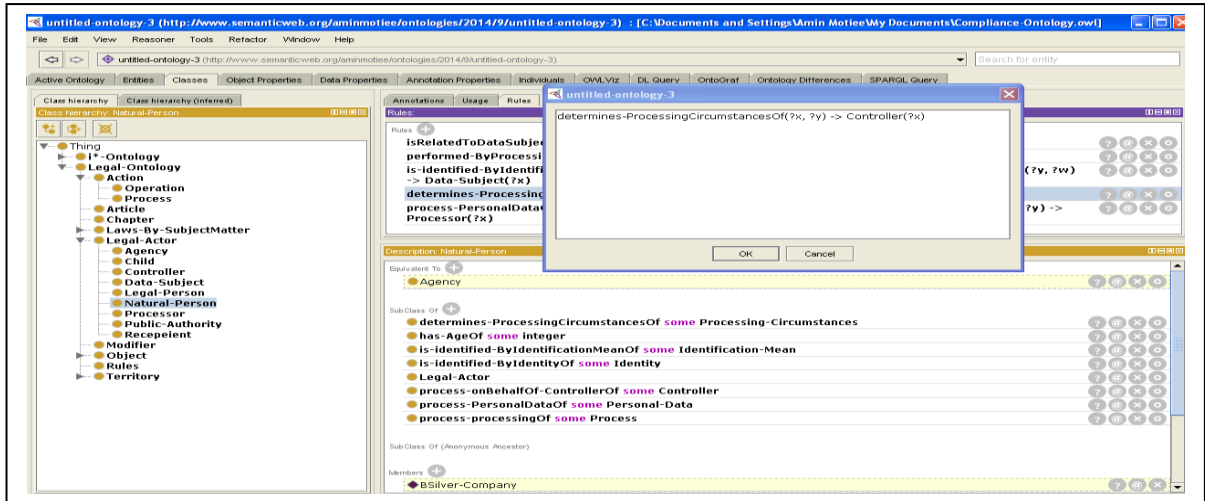 untitled-ontology-3 (http://www.semanticweb.org/aminmotiee/ontologies/2014/9/untitled-ontology-3) : [C:\Documents and Settings\Amin Motiee\My Documents\Compliance-Ontology.owl]
File Edit View Reasoner Tools Refactor Window Help
untitled-ontology-3 (http://www.semanticweb.org/aminmotiee/ontologies/2014/9/untitled-ontology-3)
Search for entity
Active Ontology Entities Classes Object Properties Data Properties Annotation Properties Individuals OWLViz DL Query OntoGraf Ontology Differences SPARQL Query
Class hierarchy Class hierarchy (inferred)
Class hierarchy: Natural-Person
Thing
i*-Ontology
Legal-Ontology
Action
Operation
Process
Article
Chapter
Laws-By-SubjectMatter
Legal-Actor
Agency
Child
Controller
Data-Subject
Legal-Person
Natural-Person
Processor
Public-Authority
Recepeient
Modifier
Object
Rules
Territory
Annotations Usage Rules
Rules:
Rules
isRelatedToDataSubje
performed-ByProcessi
is-identified-ByIdentifi (?y, ?w)
-> Data-Subject(?x)
determines-Processing
process-PersonalData ?y) ->
Processor(?x)
untitled-ontology-3
determines-ProcessingCircumstancesOf(?x, ?y) -> Controller(?x)
OK Cancel
Description: Natural-Person
Equivalent To
Agency
SubClass Of
determines-ProcessingCircumstancesOf some Processing-Circumstances
has-AgeOf some integer
is-identified-ByIdentificationMeanOf some Identification-Mean
is-identified-ByIdentityOf some Identity
Legal-Actor
process-onBehalfOf-ControllerOf some Controller
process-PersonalDataOf some Personal-Data
process-processingOf some Process
SubClass Of (Anonymous Ancestor)
Members
BSilver-Company